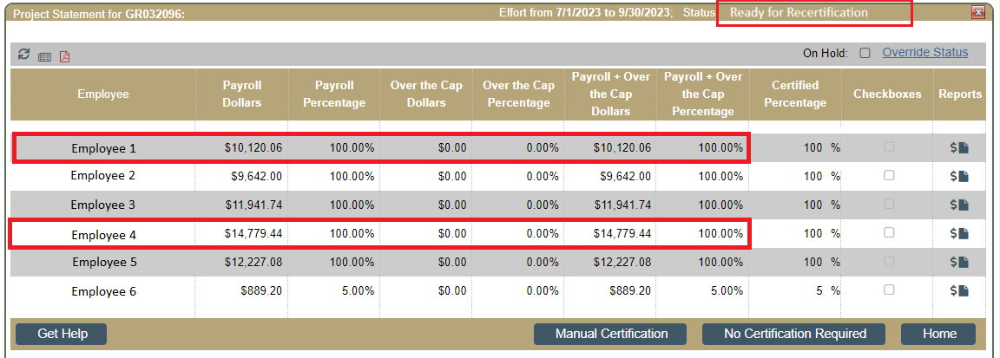 Project Statement for GR032096: Effort from 7/1/2023 to 9/30/2023; Status Ready for Recertification
On Hold: Override Status
Employee Payroll Dollars Payroll Percentage Over the Cap Dollars Over the Cap Percentage Payroll + Over the Cap Dollars Payroll + Over the Cap Percentage Certified Percentage Checkboxes Reports
Employee 1 $10,120.06 100.00% $0.00 0.00% $10,120.06 100.00% 100 % $
Employee 2 $9,642.00 100.00% $0.00 0.00% $9,642.00 100.00% 100 % $
Employee 3 $11,941.74 100.00% $0.00 0.00% $11,941.74 100.00% 100 % $
Employee 4 $14,779.44 100.00% $0.00 0.00% $14,779.44 100.00% 100 % $
Employee 5 $12,227.08 100.00% $0.00 0.00% $12,227.08 100.00% 100 % $
Employee 6 $889.20 5.00% $0.00 0.00% $889.20 5.00% 5 % $
Get Help Manual Certification No Certification Required Home